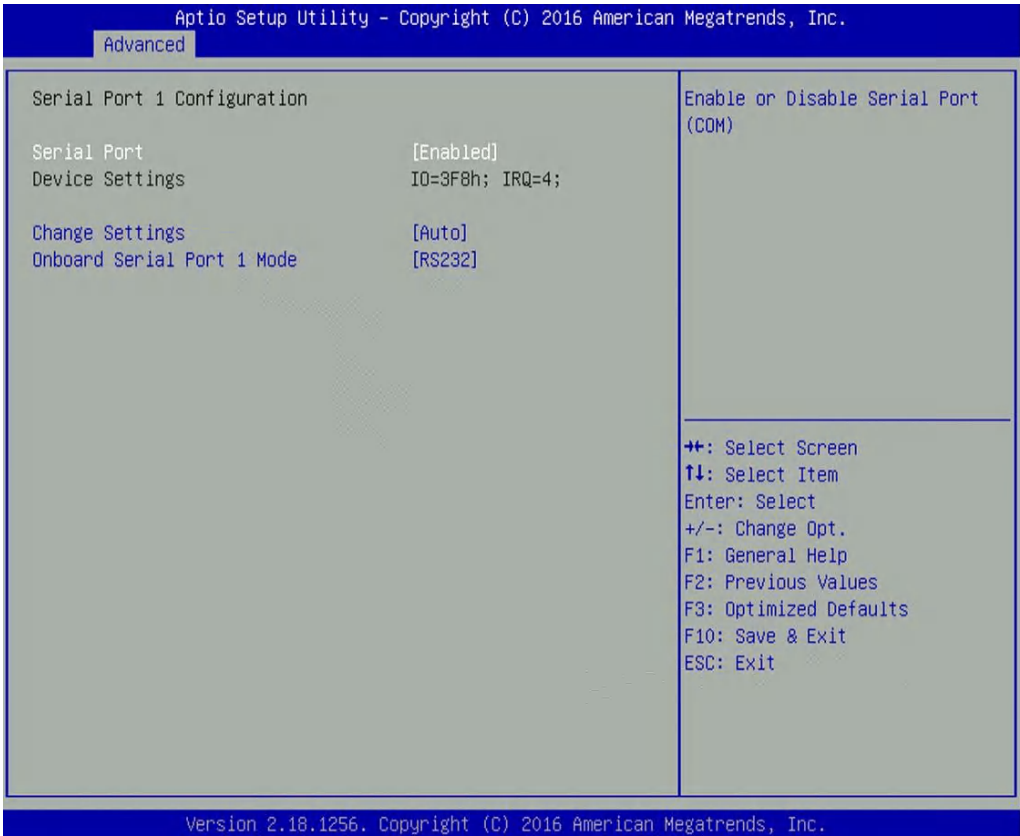 Aptio Setup Utility – Copyright (C) 2016 American Megatrends, Inc.
Advanced
Serial Port 1 Configuration
Serial Port [Enabled]
Device Settings IO=3F8h; IRQ=4;
Change Settings [Auto]
Onboard Serial Port 1 Mode [RS232]
Enable or Disable Serial Port
(COM)
→←: Select Screen
↑↓: Select Item
Enter: Select
+/-: Change Opt.
F1: General Help
F2: Previous Values
F3: Optimized Defaults
F10: Save & Exit
ESC: Exit
Version 2.18.1256. Copyright (C) 2016 American Megatrends, Inc.